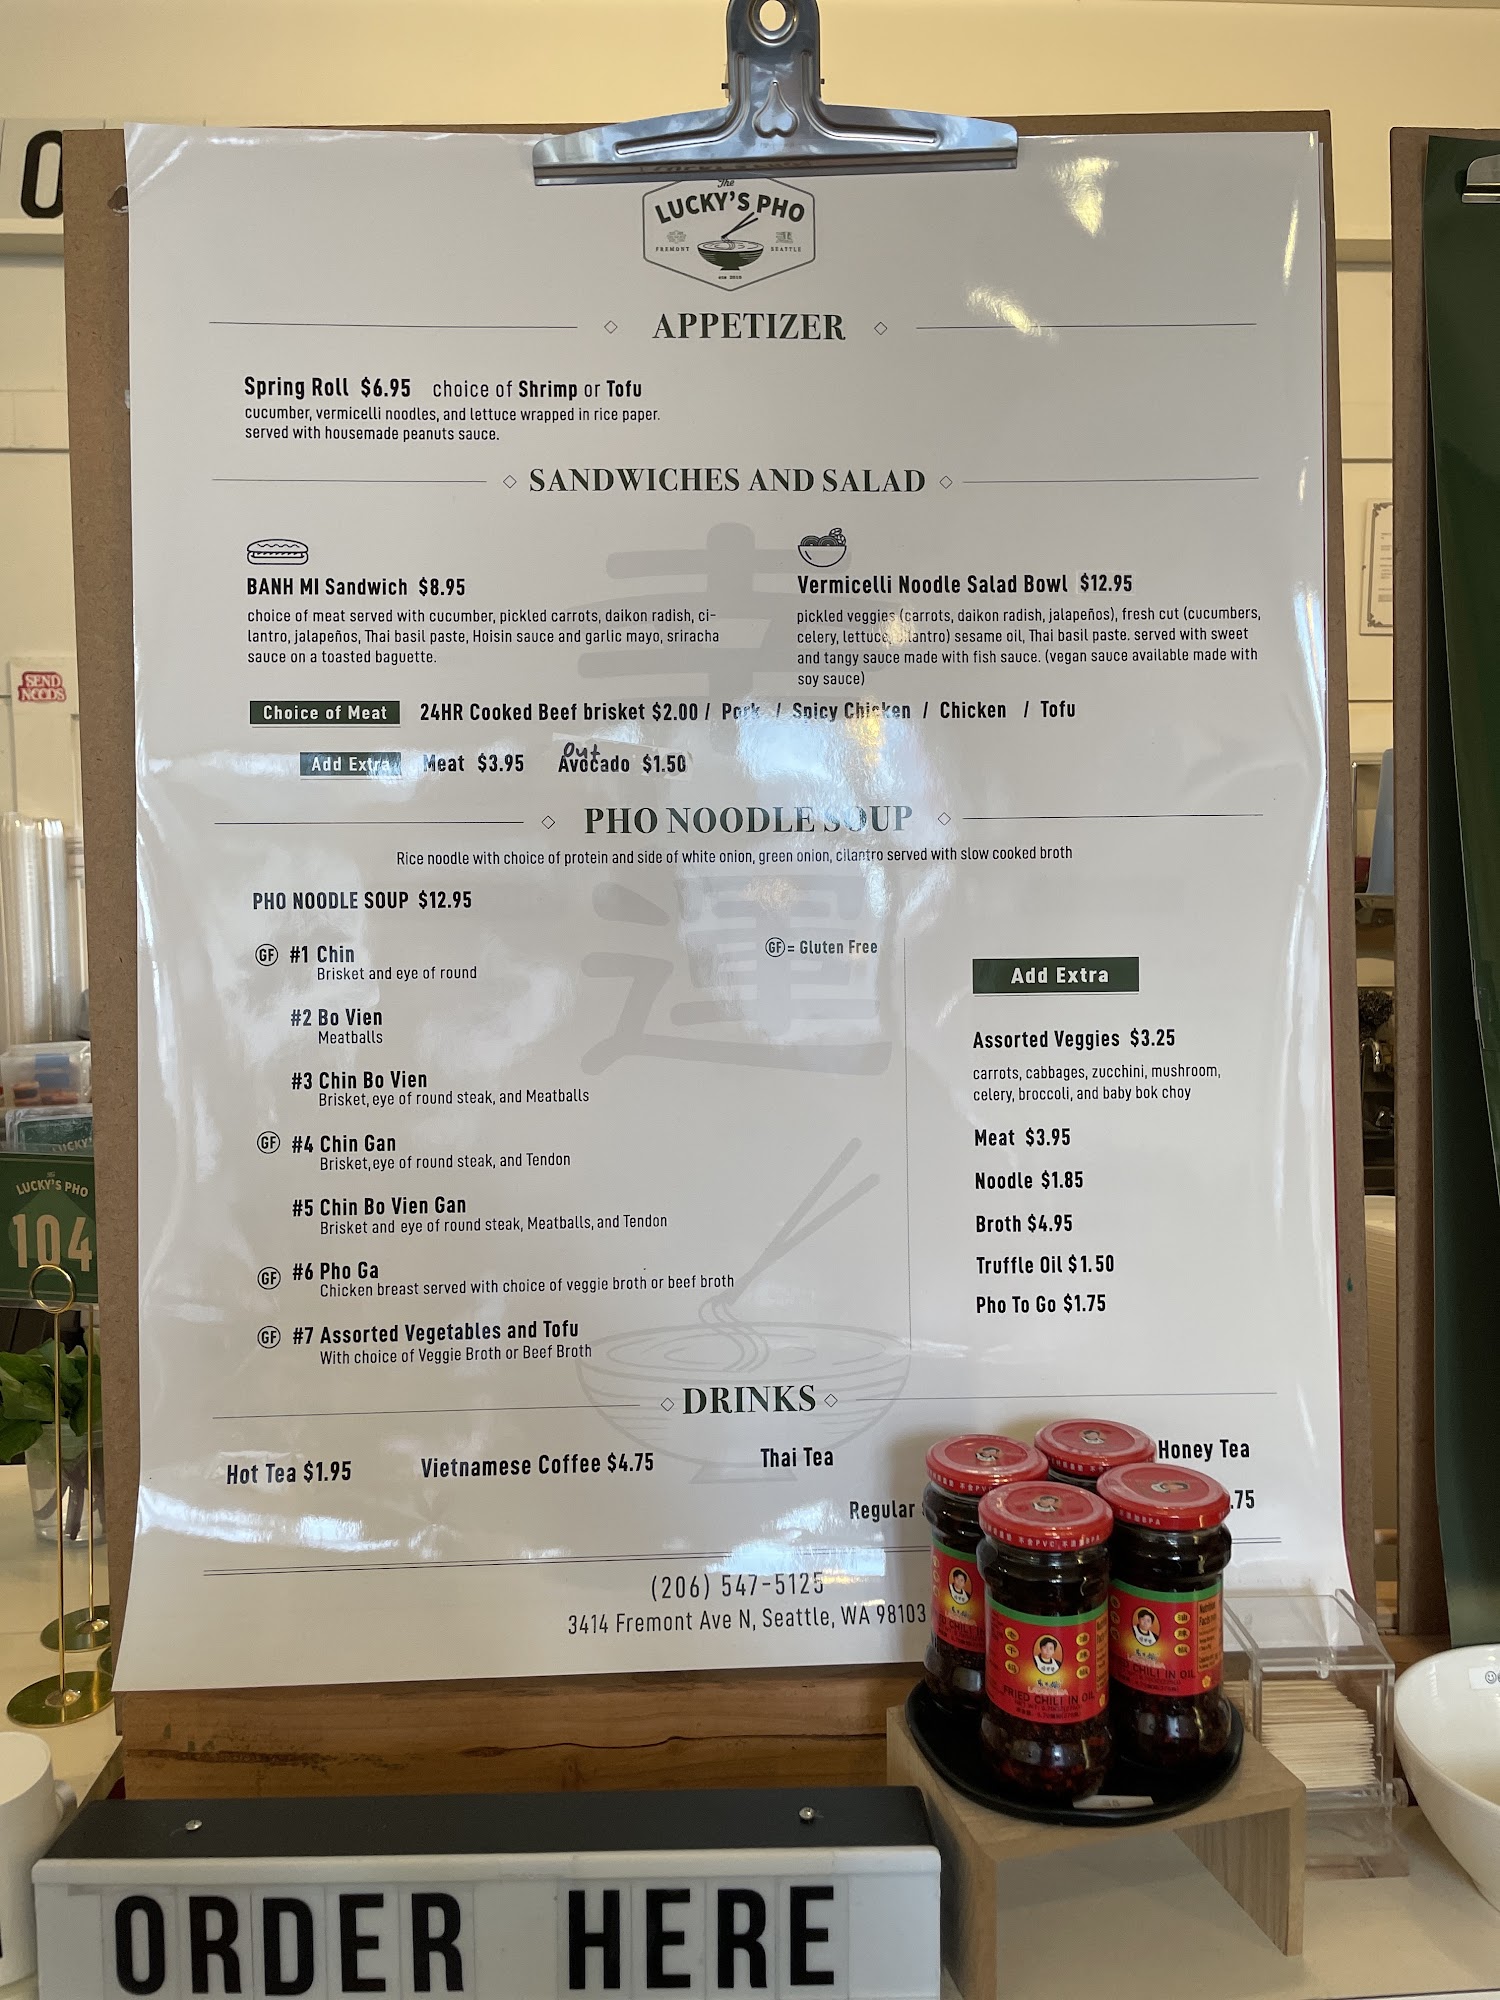 The
LUCKY'S PHO
FREMONT SEATTLE
APPETIZER
Spring Roll $6.95 choice of Shrimp or Tofu
cucumber, vermicelli noodles, and lettuce wrapped in rice paper.
served with housemade peanuts sauce.
SANDWICHES AND SALAD
BANH MI Sandwich $8.95
choice of meat served with cucumber, pickled carrots, daikon radish, ci-
lantro, jalapeños, Thai basil paste, Hoisin sauce and garlic mayo, sriracha
sauce on a toasted baguette.
Vermicelli Noodle Salad Bowl $12.95
pickled veggies (carrots, daikon radish, jalapeños), fresh cut (cucumbers,
celery, lettuce, cilantro) sesame oil, Thai basil paste. served with sweet
and tangy sauce made with fish sauce. (vegan sauce available made with
soy sauce)
Choice of Meat 24HR Cooked Beef brisket $2.00 / Pork / Spicy Chicken / Chicken / Tofu
Out
Add Extra Meat $3.95 Avocado $1.50
PHO NOODLE SOUP
Rice noodle with choice of protein and side of white onion, green onion, cilantro served with slow cooked broth
PHO NOODLE SOUP $12.95
GF #1 Chin
Brisket and eye of round
GF = Gluten Free
#2 Bo Vien
Meatballs
#3 Chin Bo Vien
Brisket, eye of round steak, and Meatballs
GF #4 Chin Gan
Brisket, eye of round steak, and Tendon
#5 Chin Bo Vien Gan
Brisket and eye of round steak, Meatballs, and Tendon
GF #6 Pho Ga
Chicken breast served with choice of veggie broth or beef broth
GF #7 Assorted Vegetables and Tofu
With choice of Veggie Broth or Beef Broth
Add Extra
Assorted Veggies $3.25
carrots, cabbages, zucchini, mushroom,
celery, broccoli, and baby bok choy
Meat $3.95
Noodle $1.85
Broth $4.95
Truffle Oil $1.50
Pho To Go $1.75
DRINKS
Hot Tea $1.95 Vietnamese Coffee $4.75 Thai Tea Honey Tea
Regular .75
(206) 547-5125
3414 Fremont Ave N, Seattle, WA 98103
SEND
NOODS
LUCKY'S PHO
104
FRIED CHILI IN OIL
CHILI IN OIL
ORDER HERE